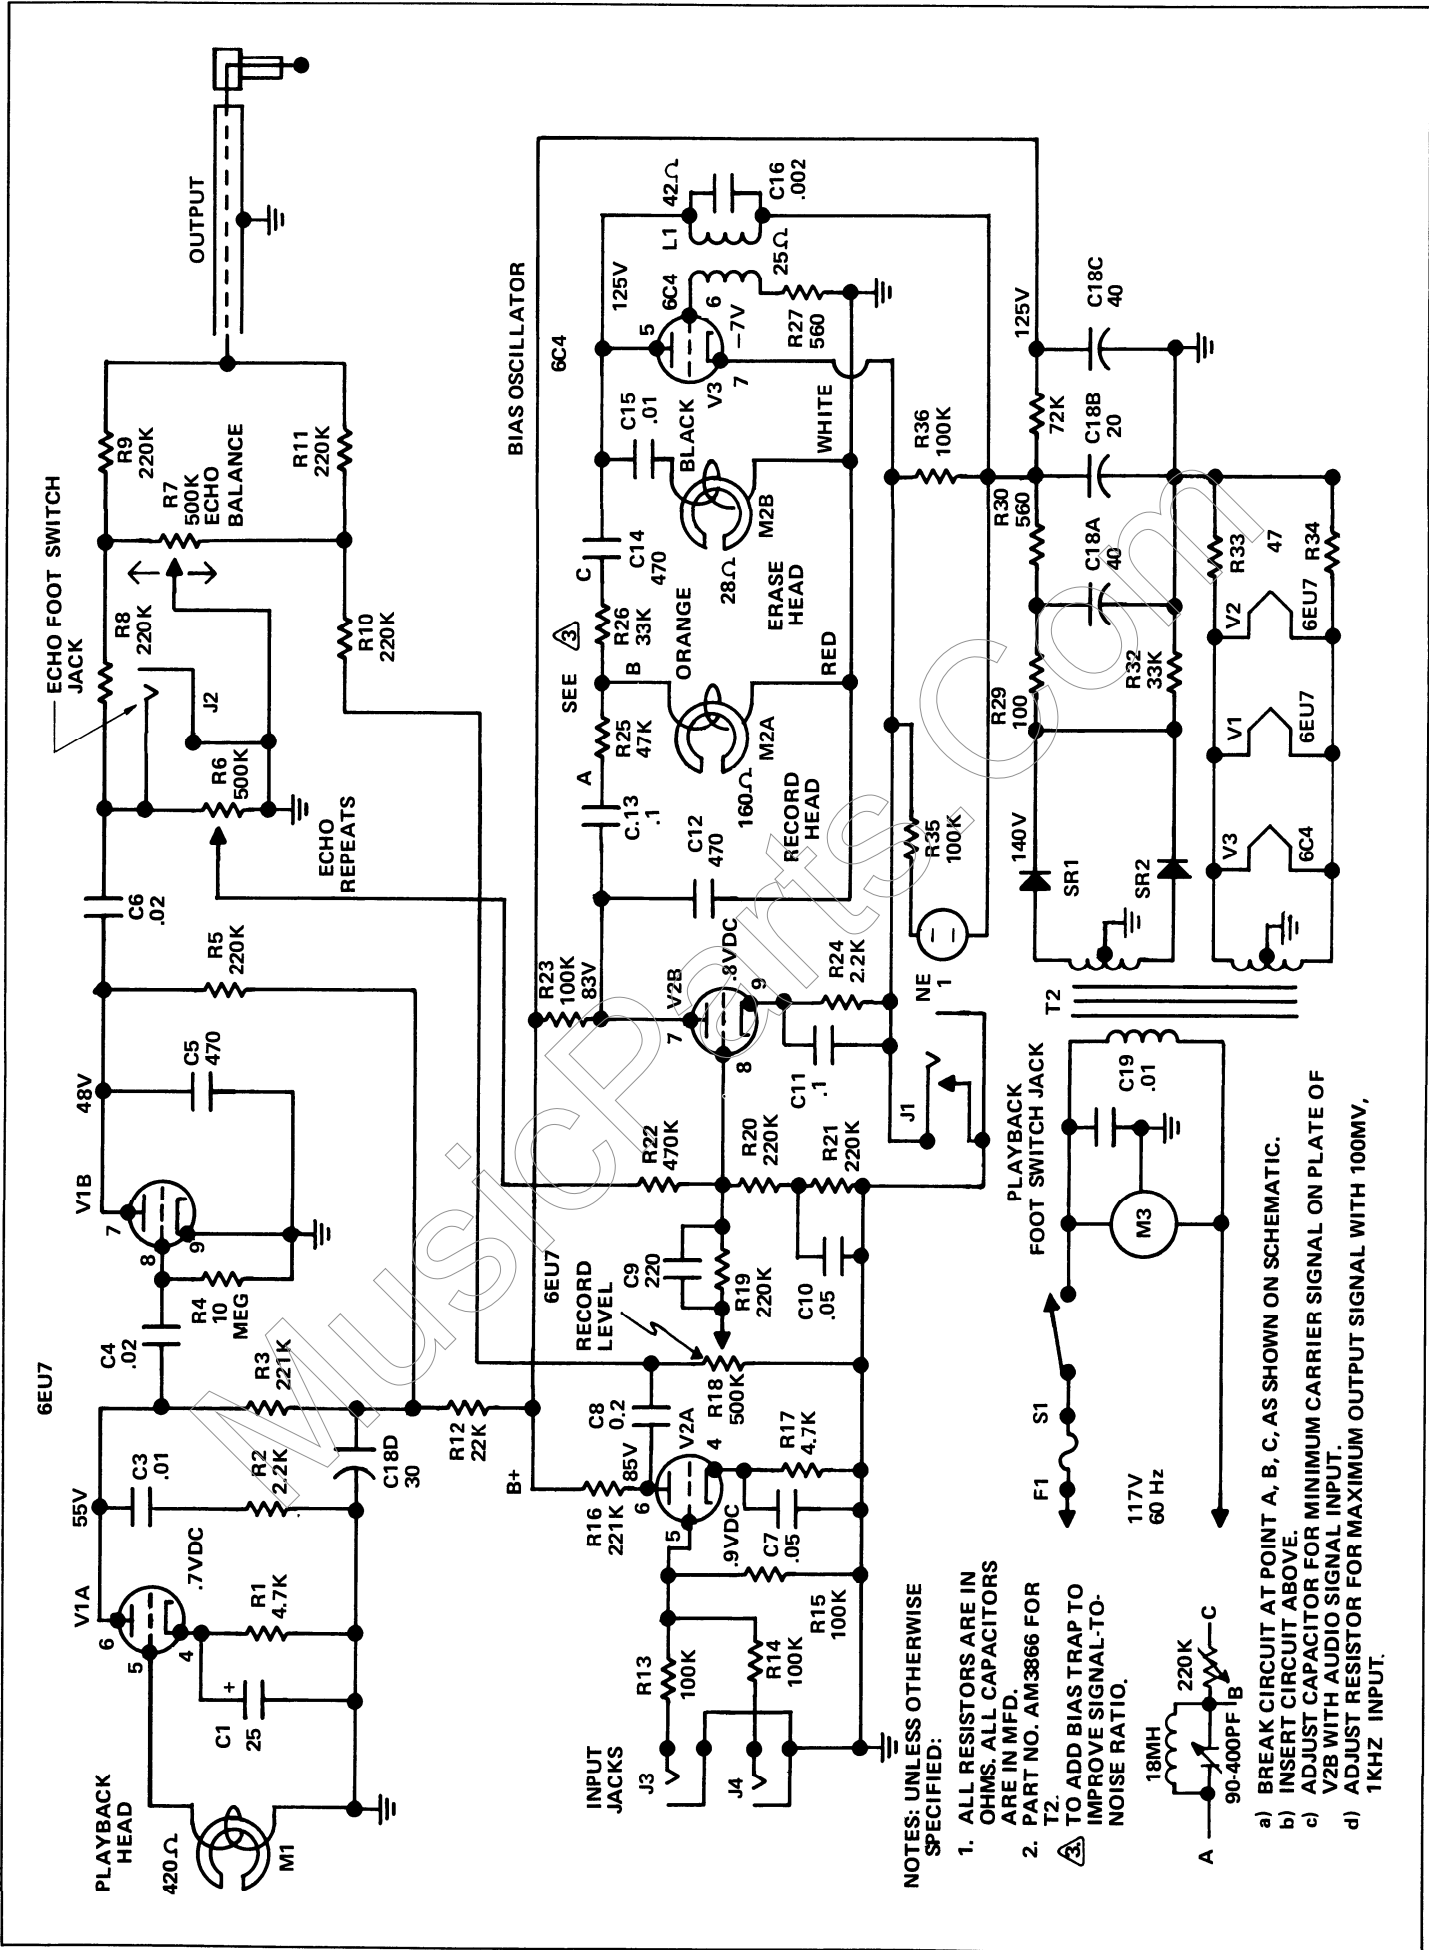 6EU7
PLAYBACK
HEAD
420Ω
M1
V1A
6
5
4
.7VDC
C1
25
+
R1
4.7K
55V
C3
.01
R2
2.2K
C18D
30
R3
221K
C4
.02
R4
10
MEG
V1B
7
8
9
48V
C5
470
R5
220K
C6
.02
ECHO FOOT SWITCH
JACK
ECHO
REPEATS
R6
500K
J2
R8
220K
R7
500K
ECHO
BALANCE
R9
220K
R10
220K
R11
220K
OUTPUT
R12
22K
B+
INPUT
JACKS
J3
J4
R13
100K
R14
100K
R15
100K
R16
221K
85V
6
5
4
V2A
.9VDC
C7
.05
R17
4.7K
C8
0.2
R18
500K
RECORD
LEVEL
6EU7
C9
220
R19
220K
C10
.05
R22
470K
R20
220K
R21
220K
C11
.1
R24
2.2K
J1
PLAYBACK
FOOT SWITCH JACK
R23
100K
83V
7
8
9
V2B
.8VDC
C12
470
C.13
.1
A
R25
47K
SEE 3
B
R26
33K
C
C14
470
ORANGE
160Ω
M2A
RECORD
HEAD
RED
28Ω
M2B
ERASE
HEAD
C15
.01
BLACK
WHITE
BIAS OSCILLATOR
6C4
125V
5
6C4
6
-7V
V3
7
L1
42Ω
25Ω
C16
.002
R27
560
R36
100K
R35
100K
NE
1
T2
140V
SR1
SR2
R29
100
R30
560
R32
33K
72K
125V
C18A
40
C18B
20
C18C
40
V3
6C4
V1
6EU7
V2
6EU7
R33
47
R34
F1
S1
117V
60 Hz
M3
C19
.01
NOTES: UNLESS OTHERWISE
SPECIFIED:
1. ALL RESISTORS ARE IN
OHMS. ALL CAPACITORS
ARE IN MFD.
2. PART NO. AM3866 FOR
T2.
3. TO ADD BIAS TRAP TO
IMPROVE SIGNAL-TO-
NOISE RATIO.
A
18MH
90-400PF
B
220K
C
a) BREAK CIRCUIT AT POINT A, B, C, AS SHOWN ON SCHEMATIC.
b) INSERT CIRCUIT ABOVE.
c) ADJUST CAPACITOR FOR MINIMUM CARRIER SIGNAL ON PLATE OF
V2B WITH AUDIO SIGNAL INPUT.
d) ADJUST RESISTOR FOR MAXIMUM OUTPUT SIGNAL WITH 100MV,
1KHZ INPUT.
MusicParts.Com